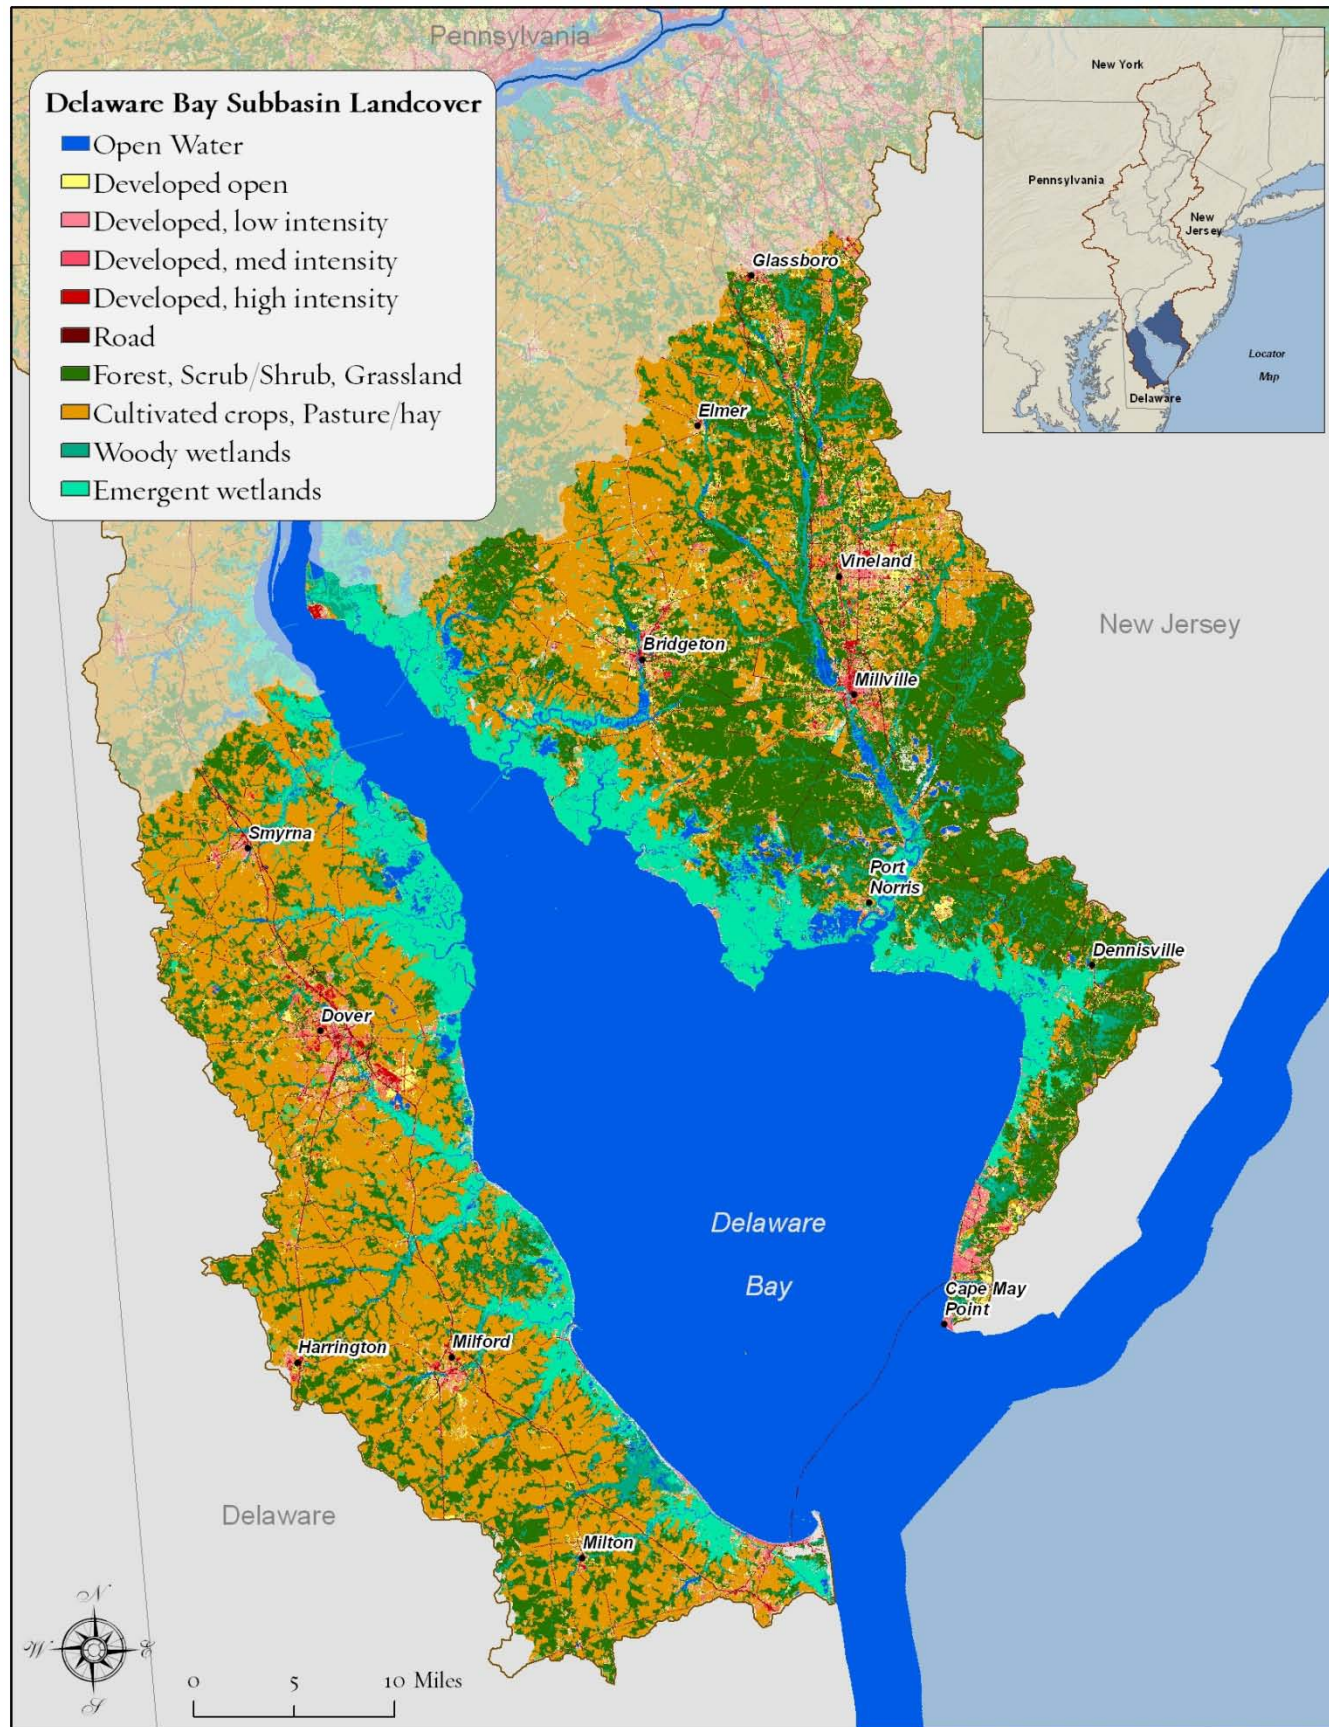 Pennsylvania
Delaware Bay Subbasin Landcover
Open Water
Developed open
Developed, low intensity
Developed, med intensity
Developed, high intensity
Road
Forest, Scrub/Shrub, Grassland
Cultivated crops, Pasture/hay
Woody wetlands
Emergent wetlands
New York
Pennsylvania
New
Jersey
Locator
Map
Delaware
Glassboro
Elmer
Vineland
New Jersey
Bridgeton
Millville
Smyrna
Port
Norris
Dennisville
Dover
Delaware
Bay
Cape May
Point
Harrington
Milford
Delaware
Milton
N
W
E
S
0 5 10 Miles